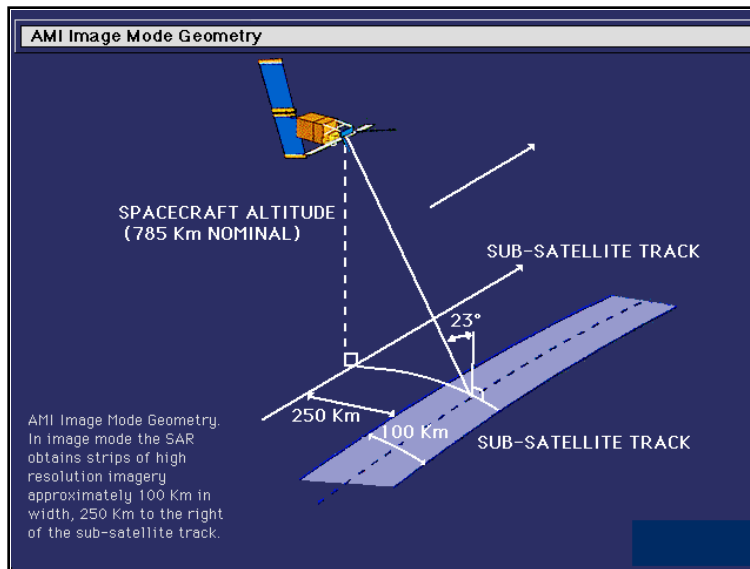 AMI Image Mode Geometry
SPACECRAFT ALTITUDE
(785 Km NOMINAL)
SUB-SATELLITE TRACK
23°
250 Km
100 Km
SUB-SATELLITE TRACK
AMI Image Mode Geometry.
In image mode the SAR
obtains strips of high
resolution imagery
approximately 100 Km in
width, 250 Km to the right
of the sub-satellite track.